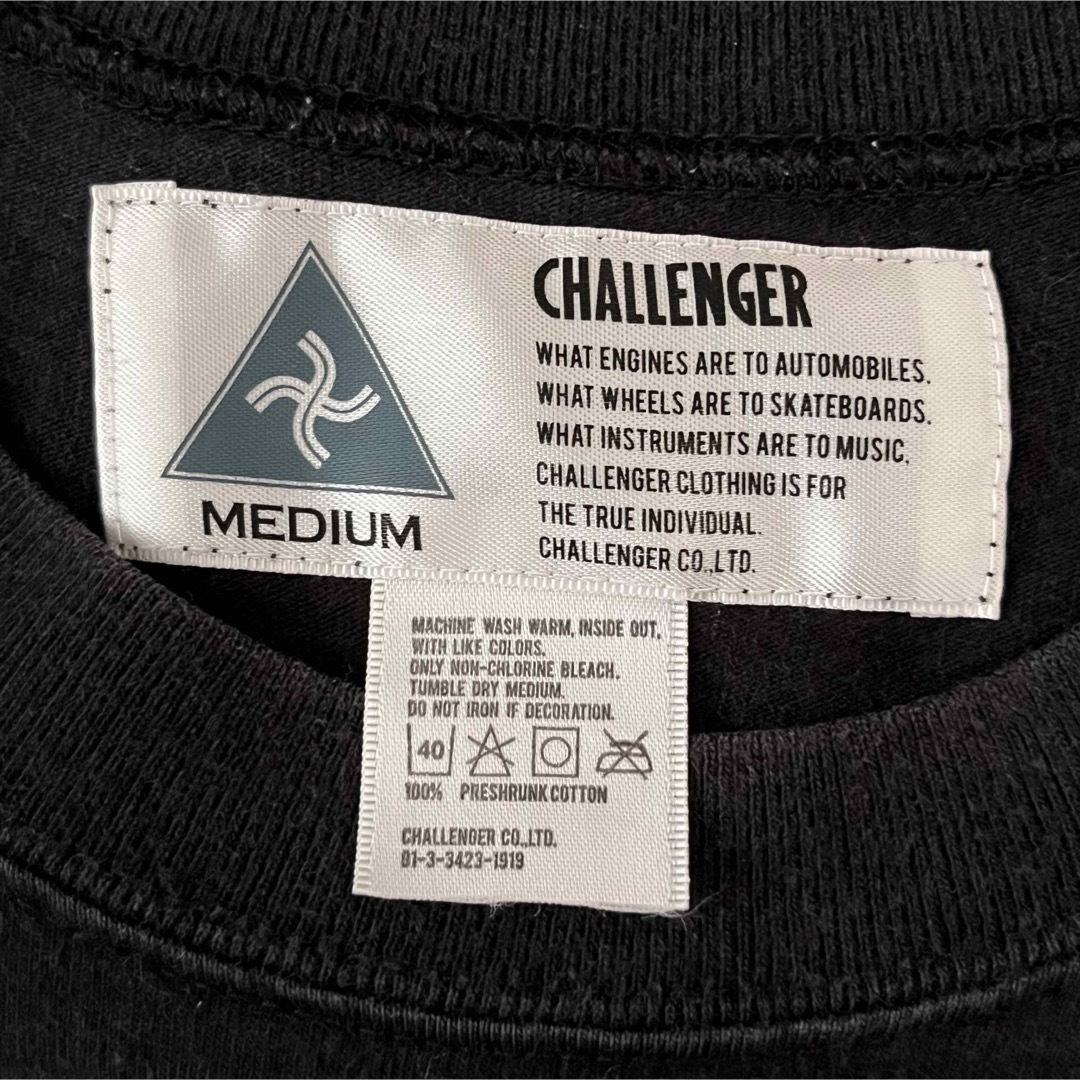 CHALLENGER
WHAT ENGINES ARE TO AUTOMOBILES.
WHAT WHEELS ARE TO SKATEBOARDS.
WHAT INSTRUMENTS ARE TO MUSIC.
CHALLENGER CLOTHING IS FOR
THE TRUE INDIVIDUAL.
CHALLENGER CO.,LTD.
MEDIUM
MACHINE WASH WARM, INSIDE OUT,
WITH LIKE COLORS.
ONLY NON-CHLORINE BLEACH.
TUMBLE DRY MEDIUM.
DO NOT IRON IF DECORATION.
40
100% PRESHRUNK COTTON
CHALLENGER CO.,LTD.
81-3-3423-1919